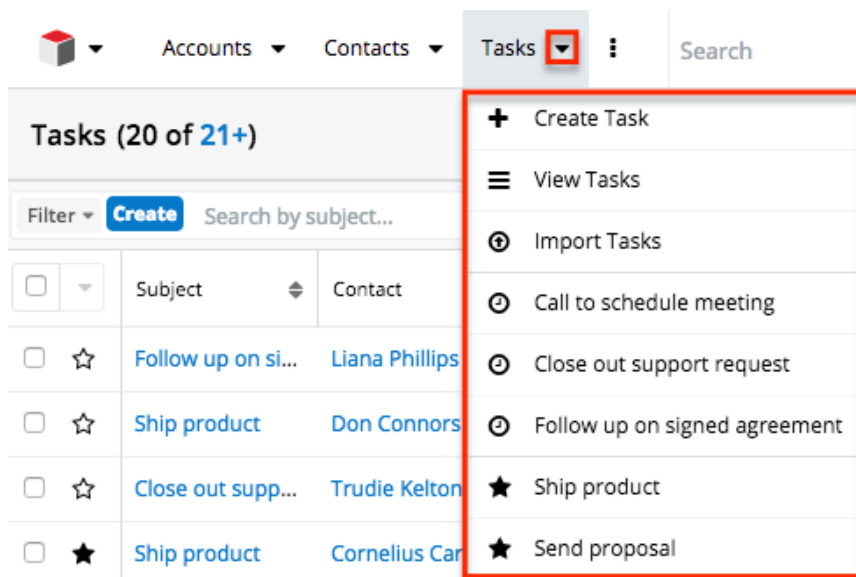 Accounts Contacts Tasks Search
Tasks (20 of 21+)
Filter Create Search by subject...
Subject Contact
Follow up on si... Liana Phillips
Ship product Don Connors
Close out supp... Trudie Kelton
Ship product Cornelius Car
Create Task
View Tasks
Import Tasks
Call to schedule meeting
Close out support request
Follow up on signed agreement
Ship product
Send proposal